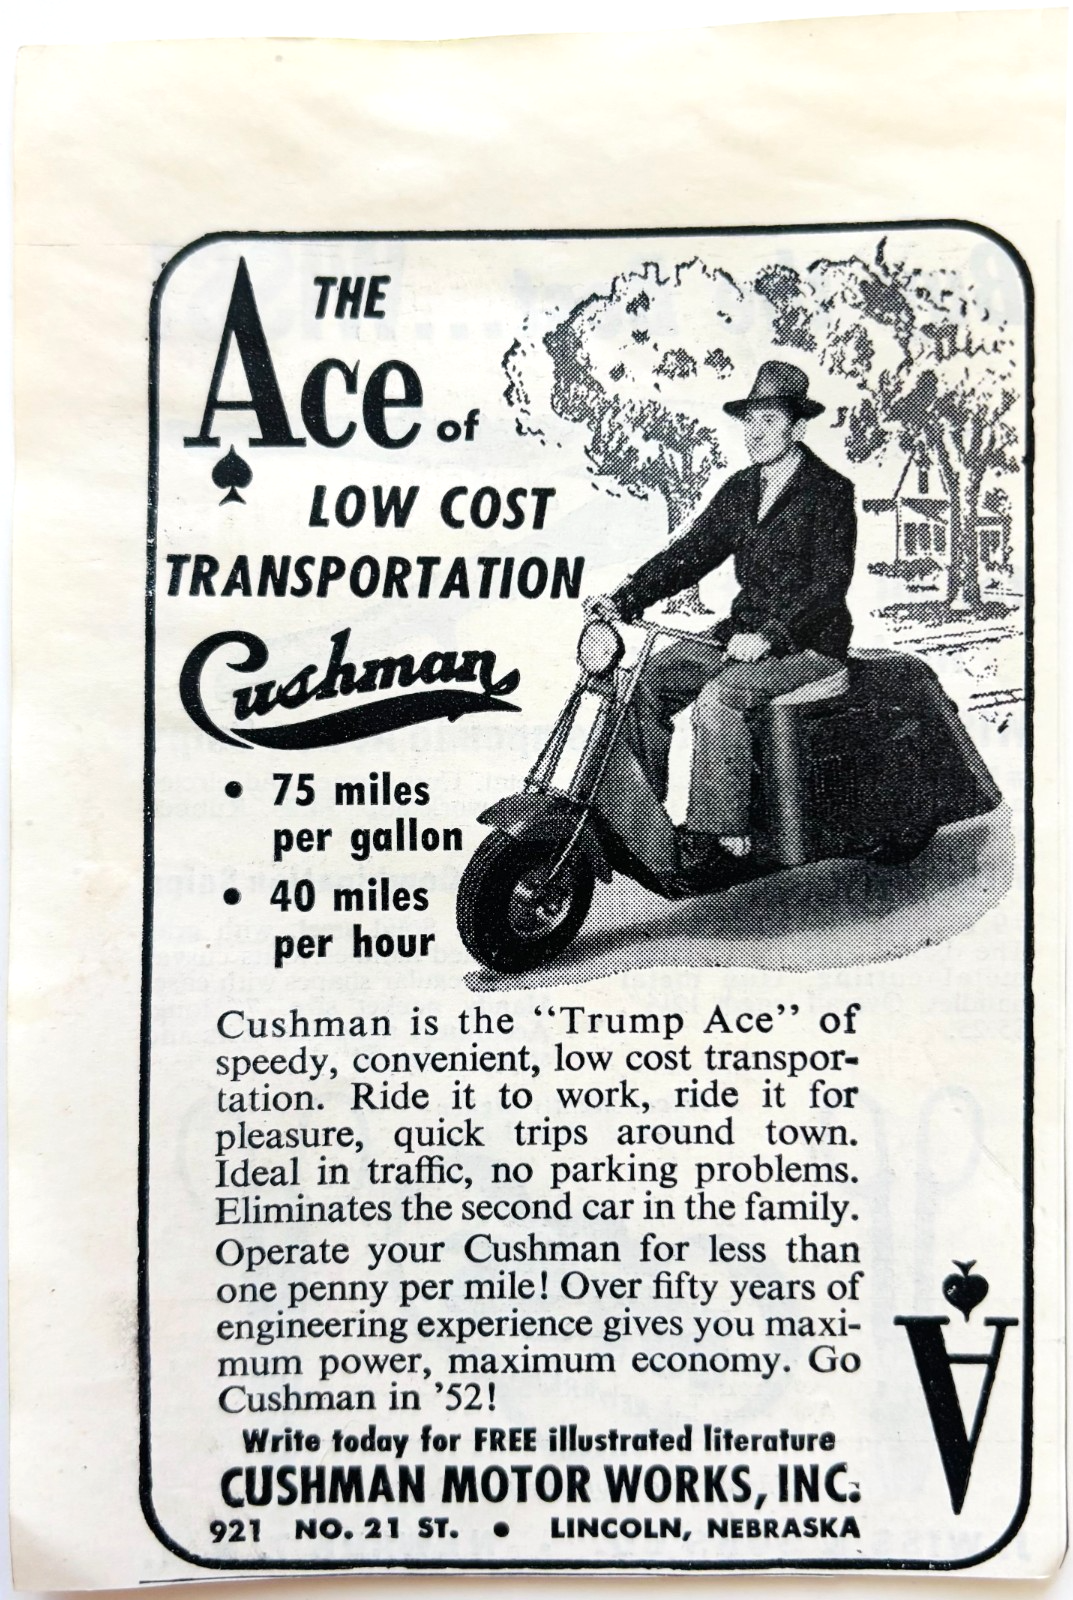 THE
Ace of
LOW COST
TRANSPORTATION
Cushman
• 75 miles
per gallon
• 40 miles
per hour
Cushman is the “Trump Ace” of
speedy, convenient, low cost transpor-
tation. Ride it to work, ride it for
pleasure, quick trips around town.
Ideal in traffic, no parking problems.
Eliminates the second car in the family.
Operate your Cushman for less than
one penny per mile! Over fifty years of
engineering experience gives you maxi-
mum power, maximum economy. Go
Cushman in ’52!
Write today for FREE illustrated literature
CUSHMAN MOTOR WORKS, INC.
921 NO. 21 ST. • LINCOLN, NEBRASKA
A